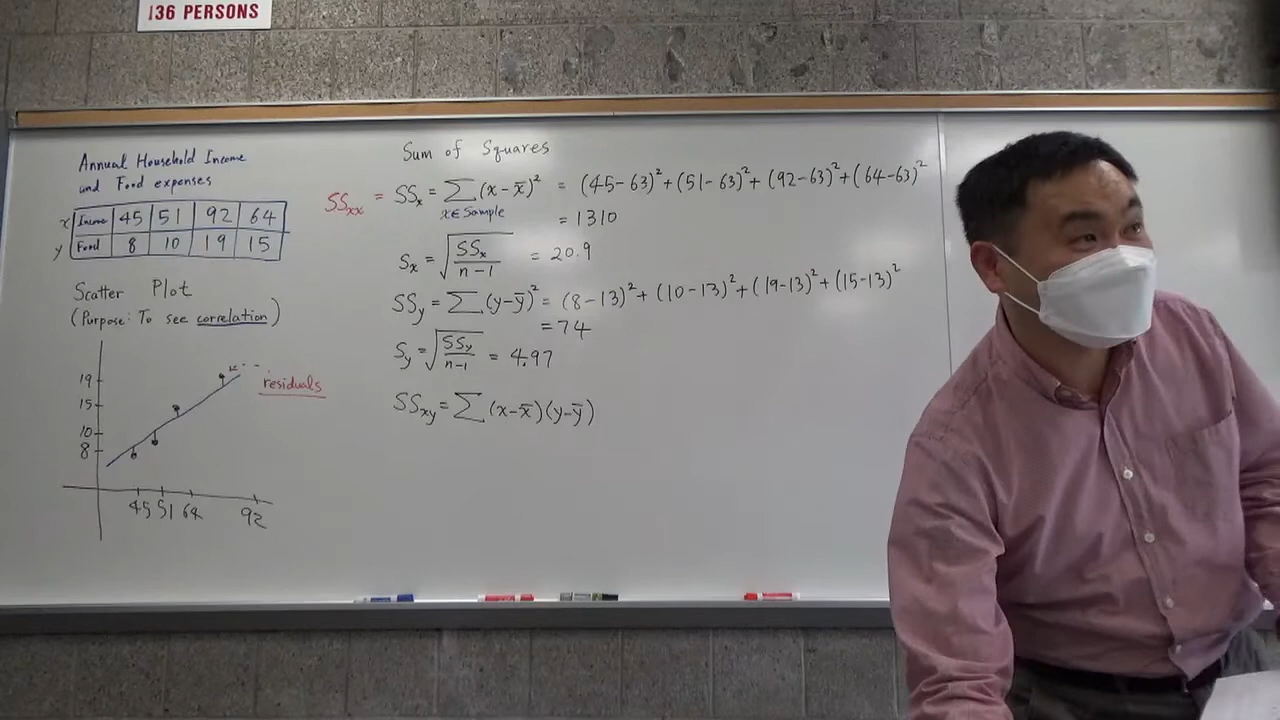 136 PERSONS
Annual Household Income
and Food expenses
x Income 45 51 92 64
y Food 8 10 19 15
Scatter Plot
(Purpose: To see correlation)
19
15
10
8
45 51 64 92
residuals
Sum of Squares
SSxx = SSx = ∑ (x - x̄)² = (45-63)² + (51-63)² + (92-63)² + (64-63)²
x∈Sample
= 1310
Sx = √(SSx / n-1) = 20.9
SSy = ∑ (y-ȳ)² = (8-13)² + (10-13)² + (19-13)² + (15-13)²
= 74
Sy = √(SSy / n-1) = 4.97
SSxy = ∑ (x-x̄)(y-ȳ)